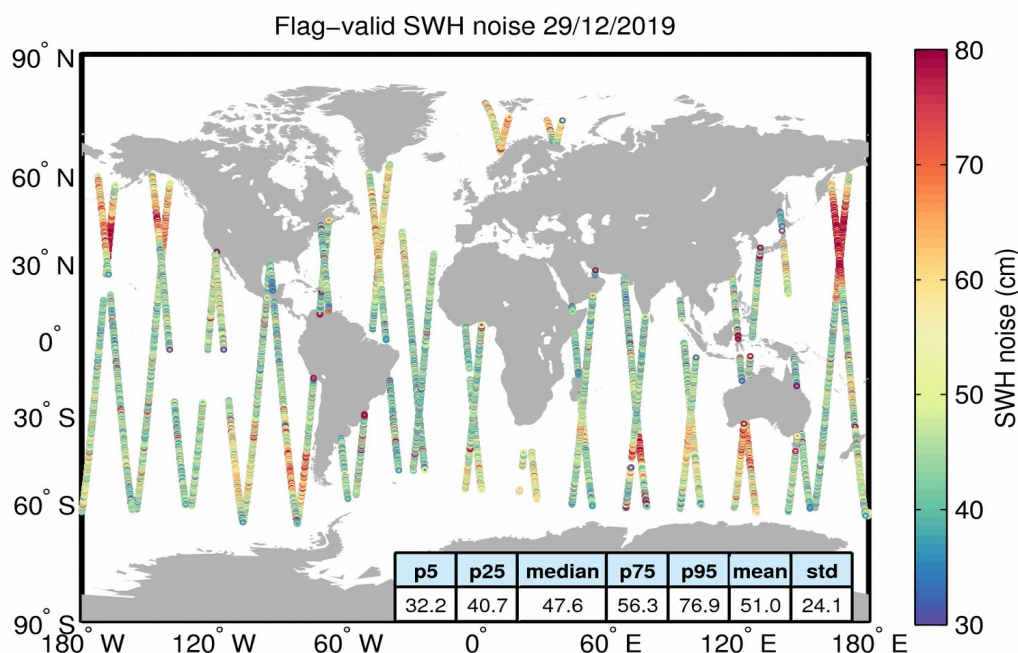 Flag−valid SWH noise 29/12/2019
90° N
60° N
30° N
0°
30° S
60° S
90° S
180° W
120° W
60° W
0°
60° E
120° E
180° E
80
70
60
50
40
30
SWH noise (cm)
p5 p25 median p75 p95 mean std
32.2 40.7 47.6 56.3 76.9 51.0 24.1